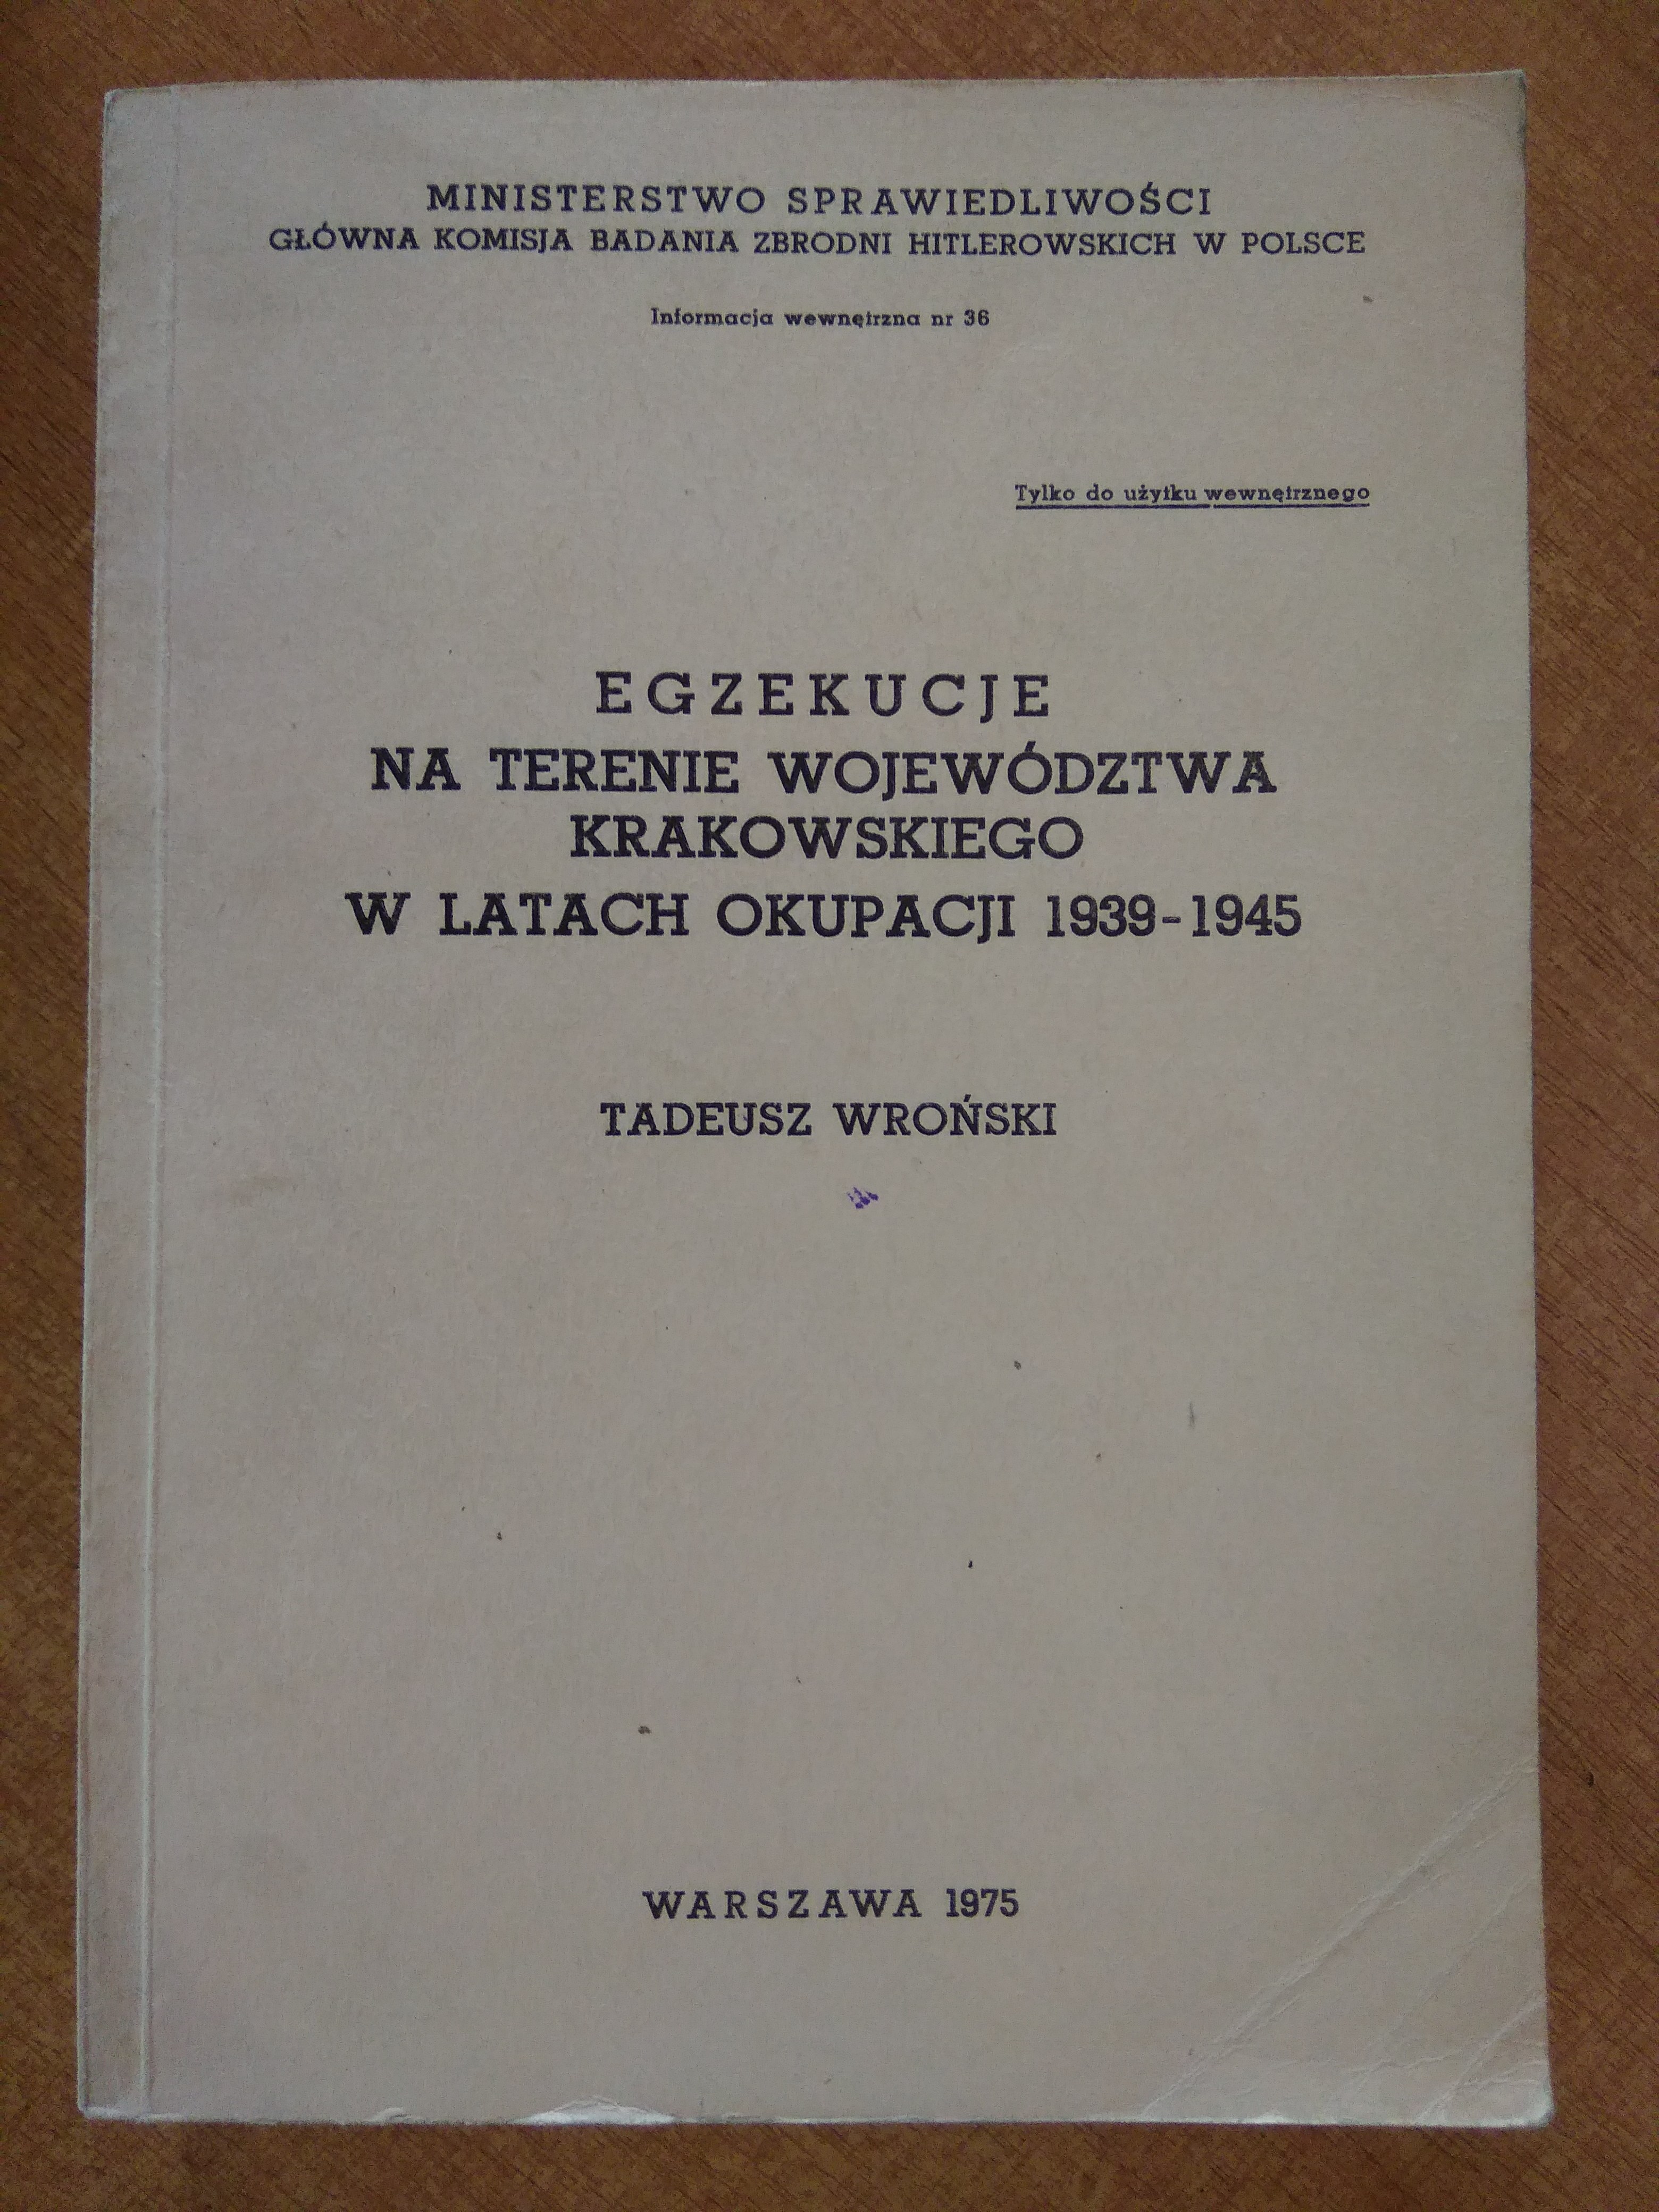 MINISTERSTWO SPRAWIEDLIWOŚCI
GŁÓWNA KOMISJA BADANIA ZBRODNI HITLEROWSKICH W POLSCE
Informacja wewnętrzna nr 36
Tylko do użytku wewnętrznego
EGZEKUCJE
NA TERENIE WOJEWÓDZTWA
KRAKOWSKIEGO
W LATACH OKUPACJI 1939-1945
TADEUSZ WROŃSKI
WARSZAWA 1975